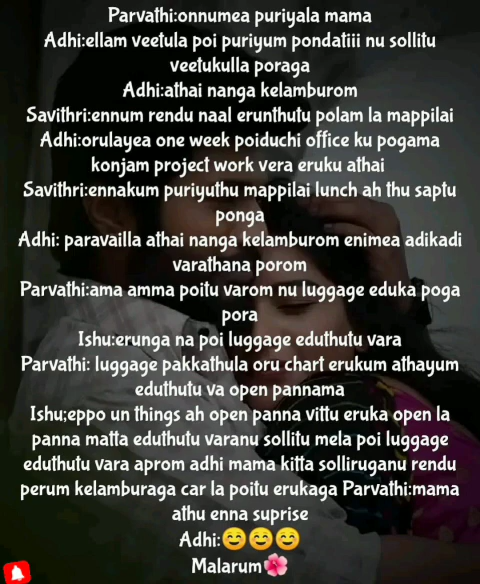 Parvathi:onnumea puriyala mama
Adhi:ellam veetula poi puriyum pondatiii nu sollitu
veetukulla poraga
Adhi:athai nanga kelamburom
Savithri:ennum rendu naal erunthutu polam la mappilai
Adhi:orulayea one week poiduchi office ku pogama
konjam project work vera eruku athai
Savithri:ennakum puriyuthu mappilai lunch ah thu saptu
ponga
Adhi: paravailla athai nanga kelamburom enimea adikadi
varathana porom
Parvathi:ama amma poitu varom nu luggage eduka poga
pora
Ishu:erunga na poi luggage eduthutu vara
Parvathi: luggage pakkathula oru chart erukum athayum
eduthutu va open pannama
Ishu;eppo un things ah open panna vittu eruka open la
panna matta eduthutu varanu sollitu mela poi luggage
eduthutu vara aprom adhi mama kitta solliruganu rendu
perum kelamburaga car la poitu erukaga Parvathi:mama
athu enna suprise
Adhi:😊😊😊
Malarum🌺